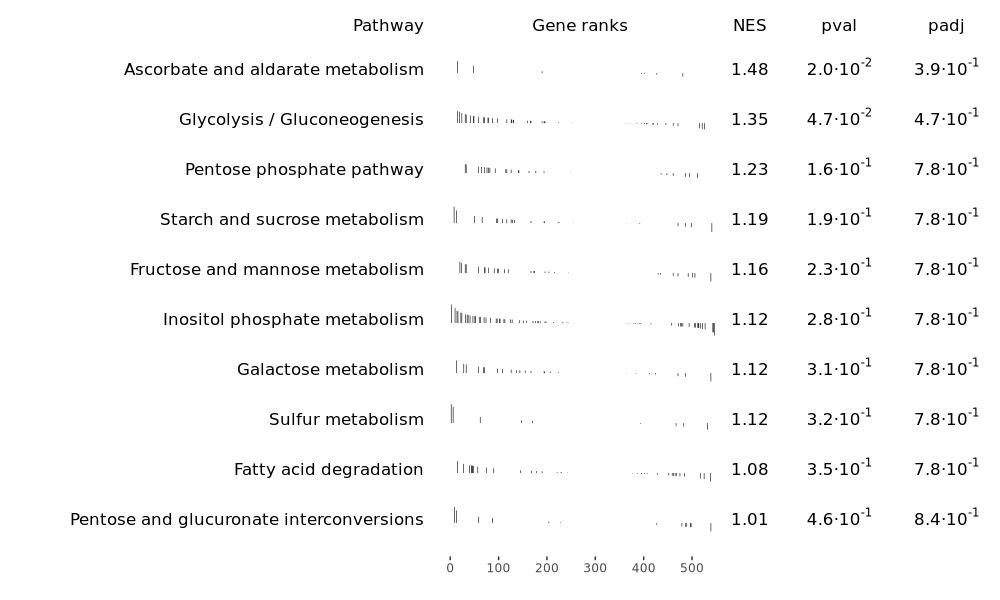 Pathway Gene ranks NES pval padj
Ascorbate and aldarate metabolism 1.48 2.0·10⁻² 3.9·10⁻¹
Glycolysis / Gluconeogenesis 1.35 4.7·10⁻² 4.7·10⁻¹
Pentose phosphate pathway 1.23 1.6·10⁻¹ 7.8·10⁻¹
Starch and sucrose metabolism 1.19 1.9·10⁻¹ 7.8·10⁻¹
Fructose and mannose metabolism 1.16 2.3·10⁻¹ 7.8·10⁻¹
Inositol phosphate metabolism 1.12 2.8·10⁻¹ 7.8·10⁻¹
Galactose metabolism 1.12 3.1·10⁻¹ 7.8·10⁻¹
Sulfur metabolism 1.12 3.2·10⁻¹ 7.8·10⁻¹
Fatty acid degradation 1.08 3.5·10⁻¹ 7.8·10⁻¹
Pentose and glucuronate interconversions 1.01 4.6·10⁻¹ 8.4·10⁻¹
0 100 200 300 400 500